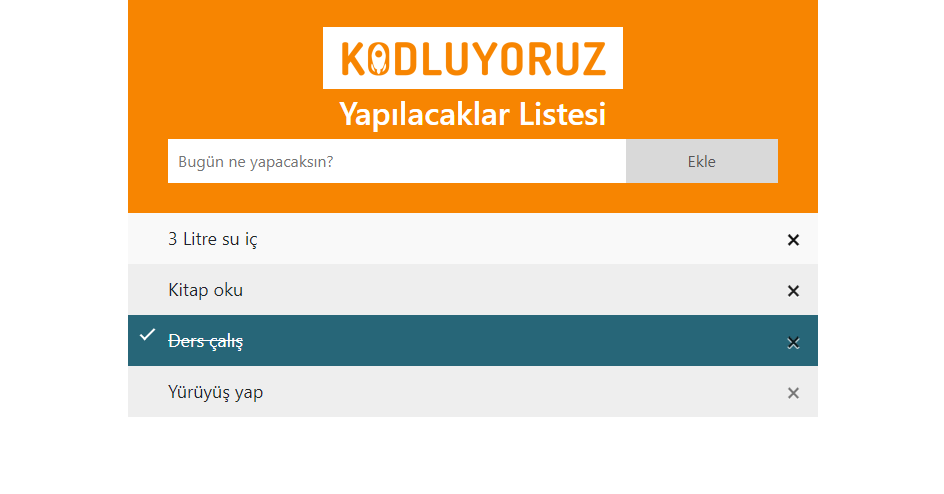 KODLUYORUZ
Yapılacaklar Listesi
Bugün ne yapacaksın?
Ekle
3 Litre su iç
Kitap oku
Ders çalış
Yürüyüş yap